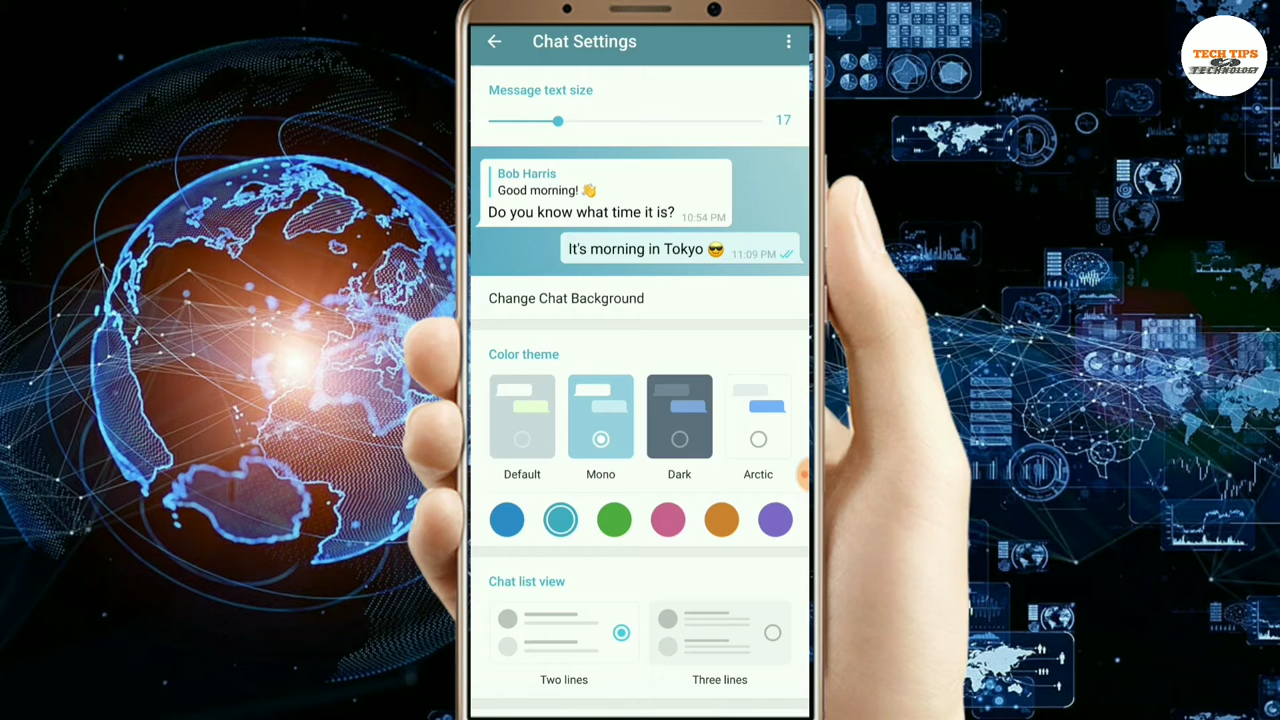 Chat Settings
TECH TIPS
TECHNOLOGY
Message text size
17
Bob Harris
Good morning! 👋
Do you know what time it is? 10:54 PM
It's morning in Tokyo 😎 11:09 PM
Change Chat Background
Color theme
Default Mono Dark Arctic
Chat list view
Two lines Three lines